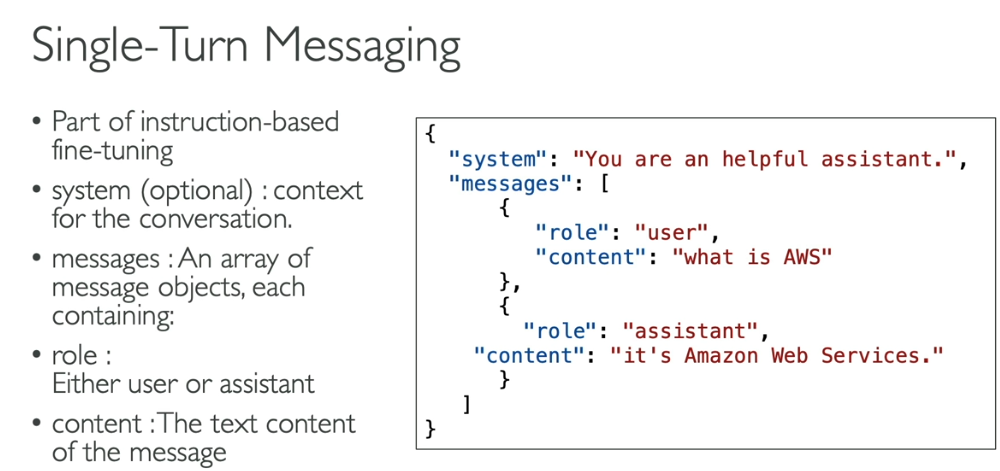 Single-Turn Messaging
• Part of instruction-based
fine-tuning
• system (optional) : context
for the conversation.
• messages : An array of
message objects, each
containing:
• role :
Either user or assistant
• content : The text content
of the message
{
"system": "You are an helpful assistant.",
"messages": [
{
"role": "user",
"content": "what is AWS"
},
{
"role": "assistant",
"content": "it's Amazon Web Services."
}
]
}